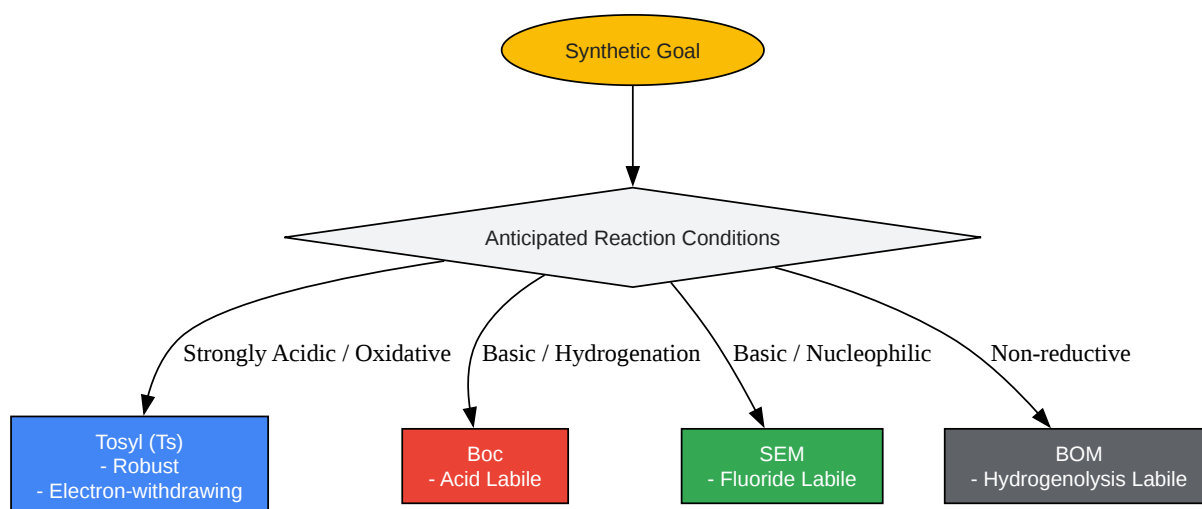 Synthetic Goal
Anticipated Reaction Conditions
Strongly Acidic / Oxidative
Basic / Hydrogenation
Basic / Nucleophilic
Non-reductive
Tosyl (Ts)
- Robust
- Electron-withdrawing
Boc
- Acid Labile
SEM
- Fluoride Labile
BOM
- Hydrogenolysis Labile